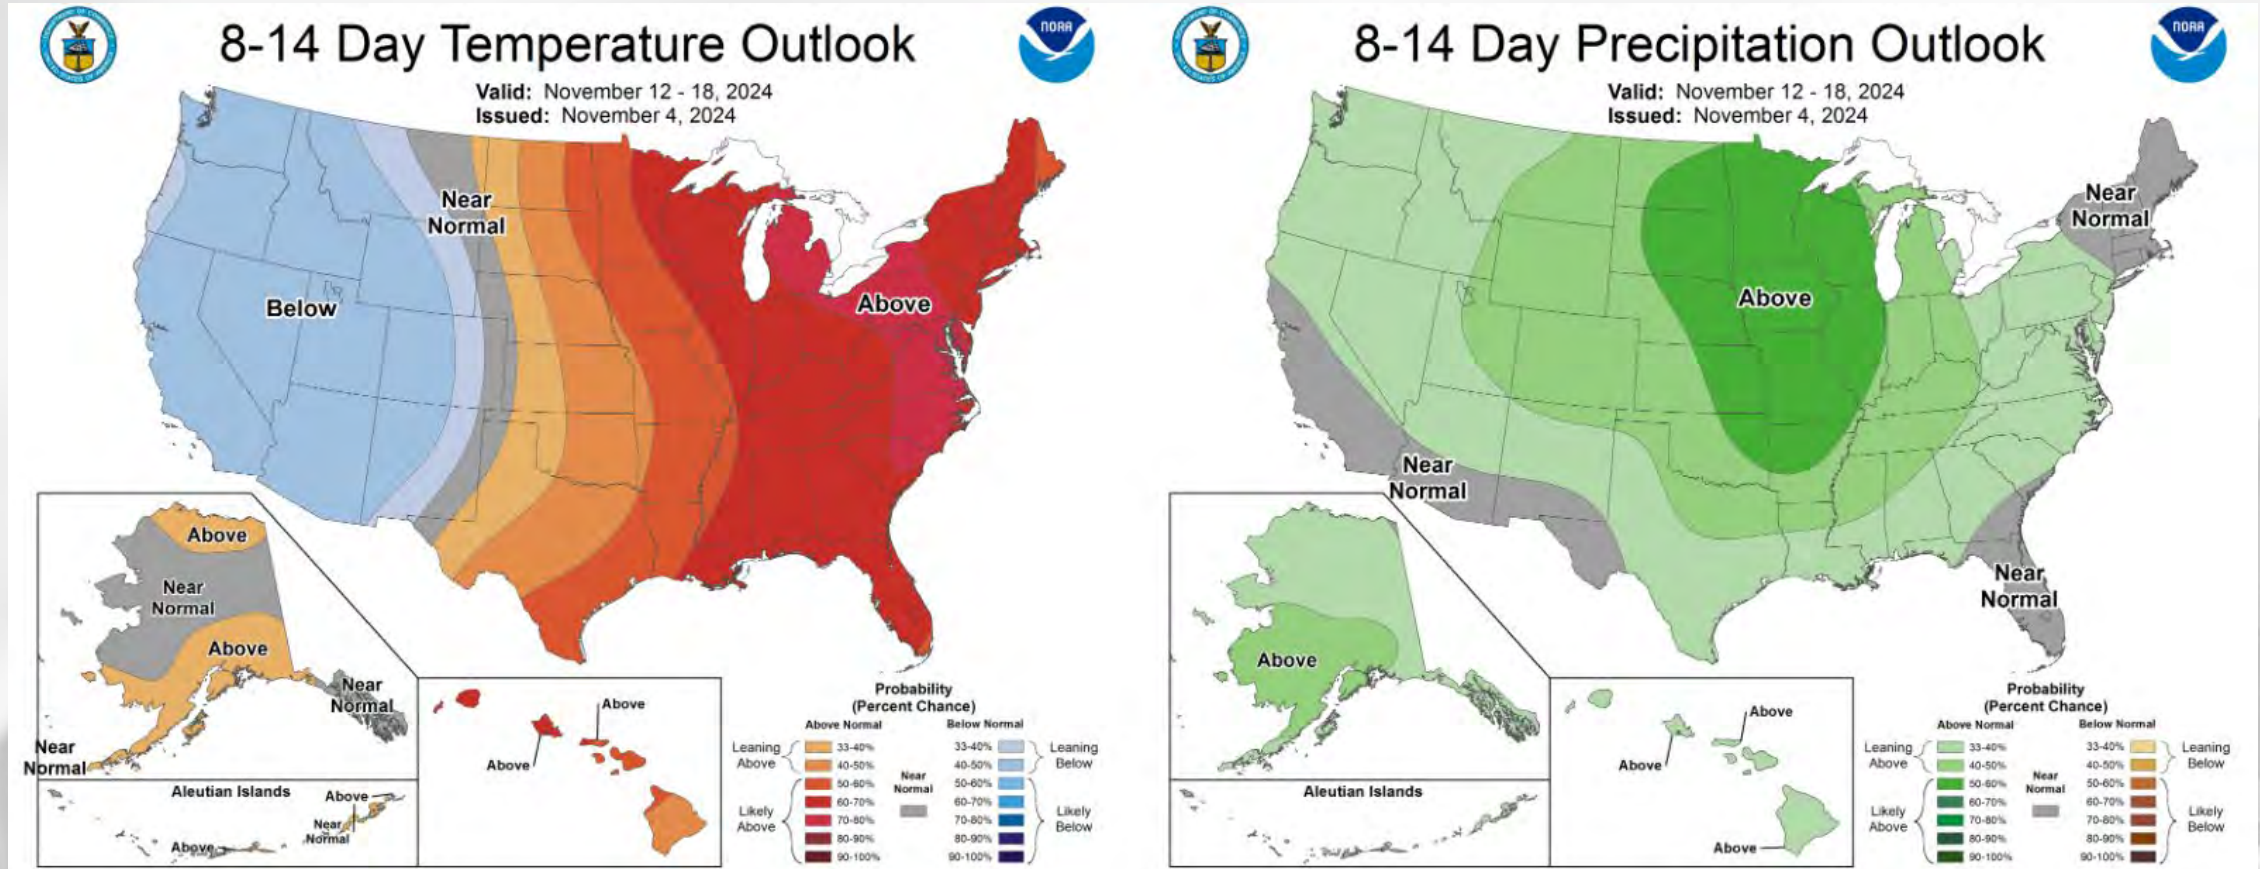 8-14 Day Temperature Outlook
NOAA
Valid: November 12 - 18, 2024
Issued: November 4, 2024
Near
Normal
Below
Above
Above
Near
Normal
Above
Near
Normal
Near
Normal
Aleutian Islands
Above
Near
Normal
Above
Above
Above
Probability
(Percent Chance)
Above Normal
Below Normal
Leaning
Above
33-40%
40-50%
Likely
Above
50-60%
60-70%
70-80%
80-90%
90-100%
Near
Normal
33-40%
40-50%
Leaning
Below
50-60%
60-70%
70-80%
80-90%
90-100%
Likely
Below
8-14 Day Precipitation Outlook
NOAA
Valid: November 12 - 18, 2024
Issued: November 4, 2024
Near
Normal
Above
Near
Normal
Near
Normal
Above
Aleutian Islands
Above
Above
Above
Probability
(Percent Chance)
Above Normal
Below Normal
Leaning
Above
33-40%
40-50%
Likely
Above
50-60%
60-70%
70-80%
80-90%
90-100%
Near
Normal
33-40%
40-50%
Leaning
Below
50-60%
60-70%
70-80%
80-90%
90-100%
Likely
Below